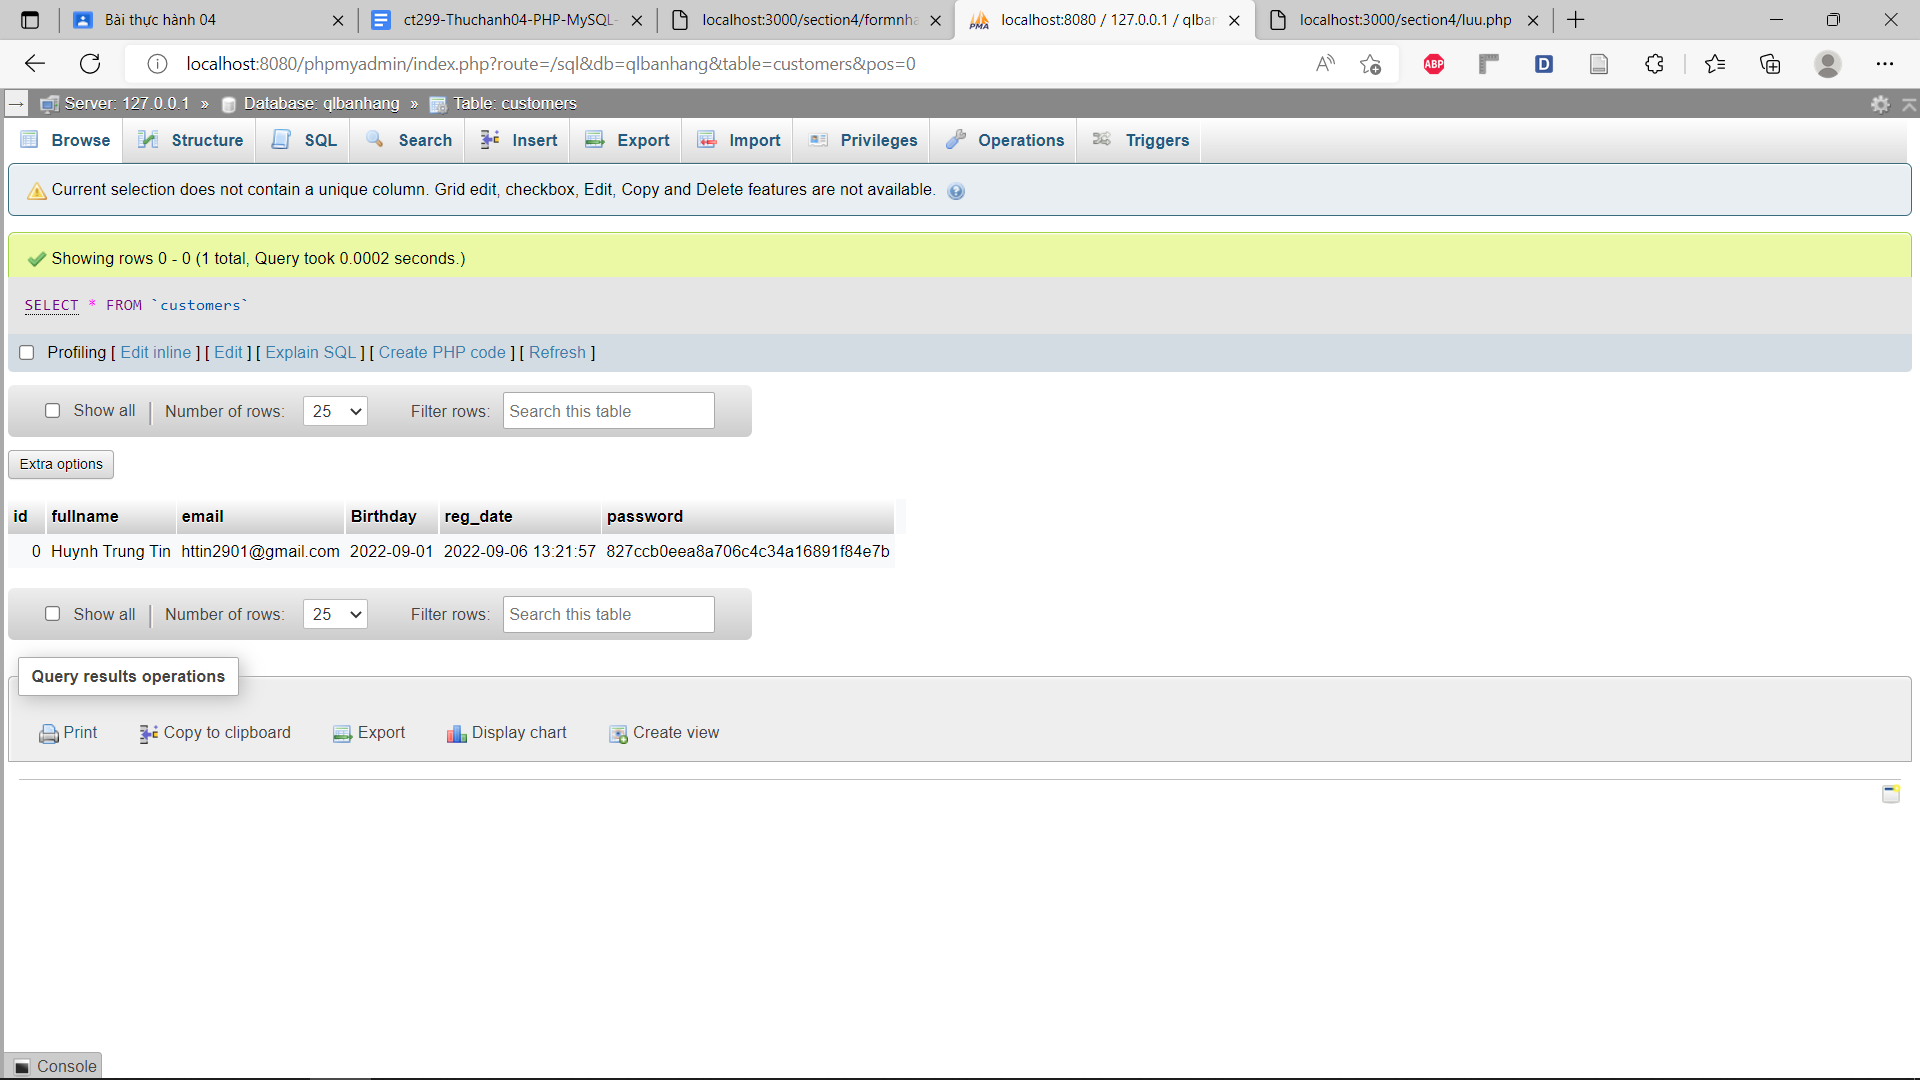 Bài thực hành 04
ct299-Thuchanh04-PHP-MySQL-
localhost:3000/section4/formnha
localhost:8080 / 127.0.0.1 / qlban
localhost:3000/section4/luu.php
localhost:8080/phpmyadmin/index.php?route=/sql&db=qlbanhang&table=customers&pos=0
ABP
D
Server: 127.0.0.1 » Database: qlbanhang » Table: customers
Browse Structure SQL Search Insert Export Import Privileges Operations Triggers
Current selection does not contain a unique column. Grid edit, checkbox, Edit, Copy and Delete features are not available.
Showing rows 0 - 0 (1 total, Query took 0.0002 seconds.)
SELECT * FROM `customers`
Profiling [ Edit inline ] [ Edit ] [ Explain SQL ] [ Create PHP code ] [ Refresh ]
Show all | Number of rows: 25 Filter rows: Search this table
Extra options
id fullname email Birthday reg_date password
0 Huynh Trung Tin httin2901@gmail.com 2022-09-01 2022-09-06 13:21:57 827ccb0eea8a706c4c34a16891f84e7b
Show all | Number of rows: 25 Filter rows: Search this table
Query results operations
Print Copy to clipboard Export Display chart Create view
Console